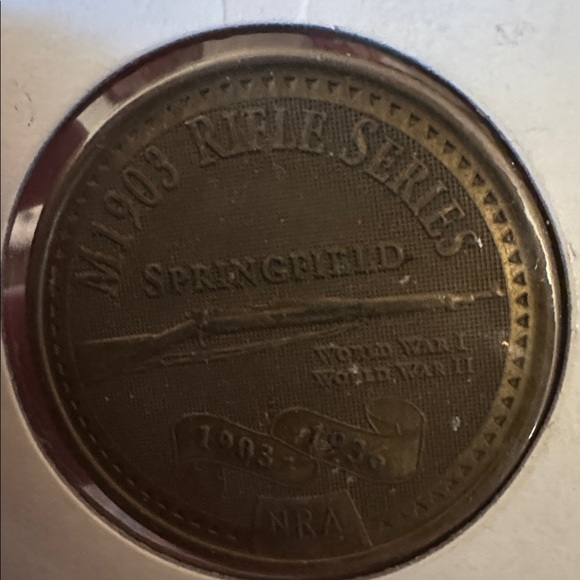 M1903 RIFLE SERIES
SPRINGFIELD
WORLD WAR I
WORLD WAR II
1903 - 1936
NRA